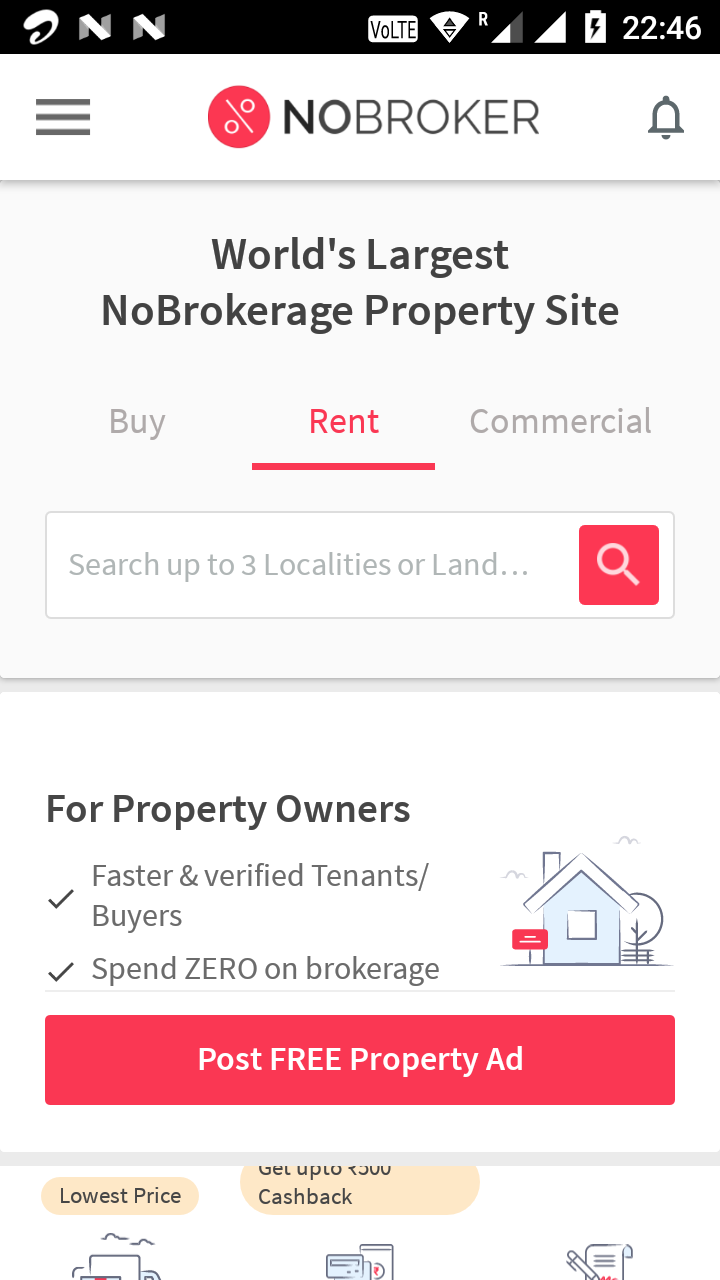 VoLTE R 22:46
NOBROKER
World's Largest
NoBrokerage Property Site
Buy Rent Commercial
Search up to 3 Localities or Land...
For Property Owners
Faster & verified Tenants/
Buyers
Spend ZERO on brokerage
Post FREE Property Ad
Get upto ₹500
Lowest Price Cashback